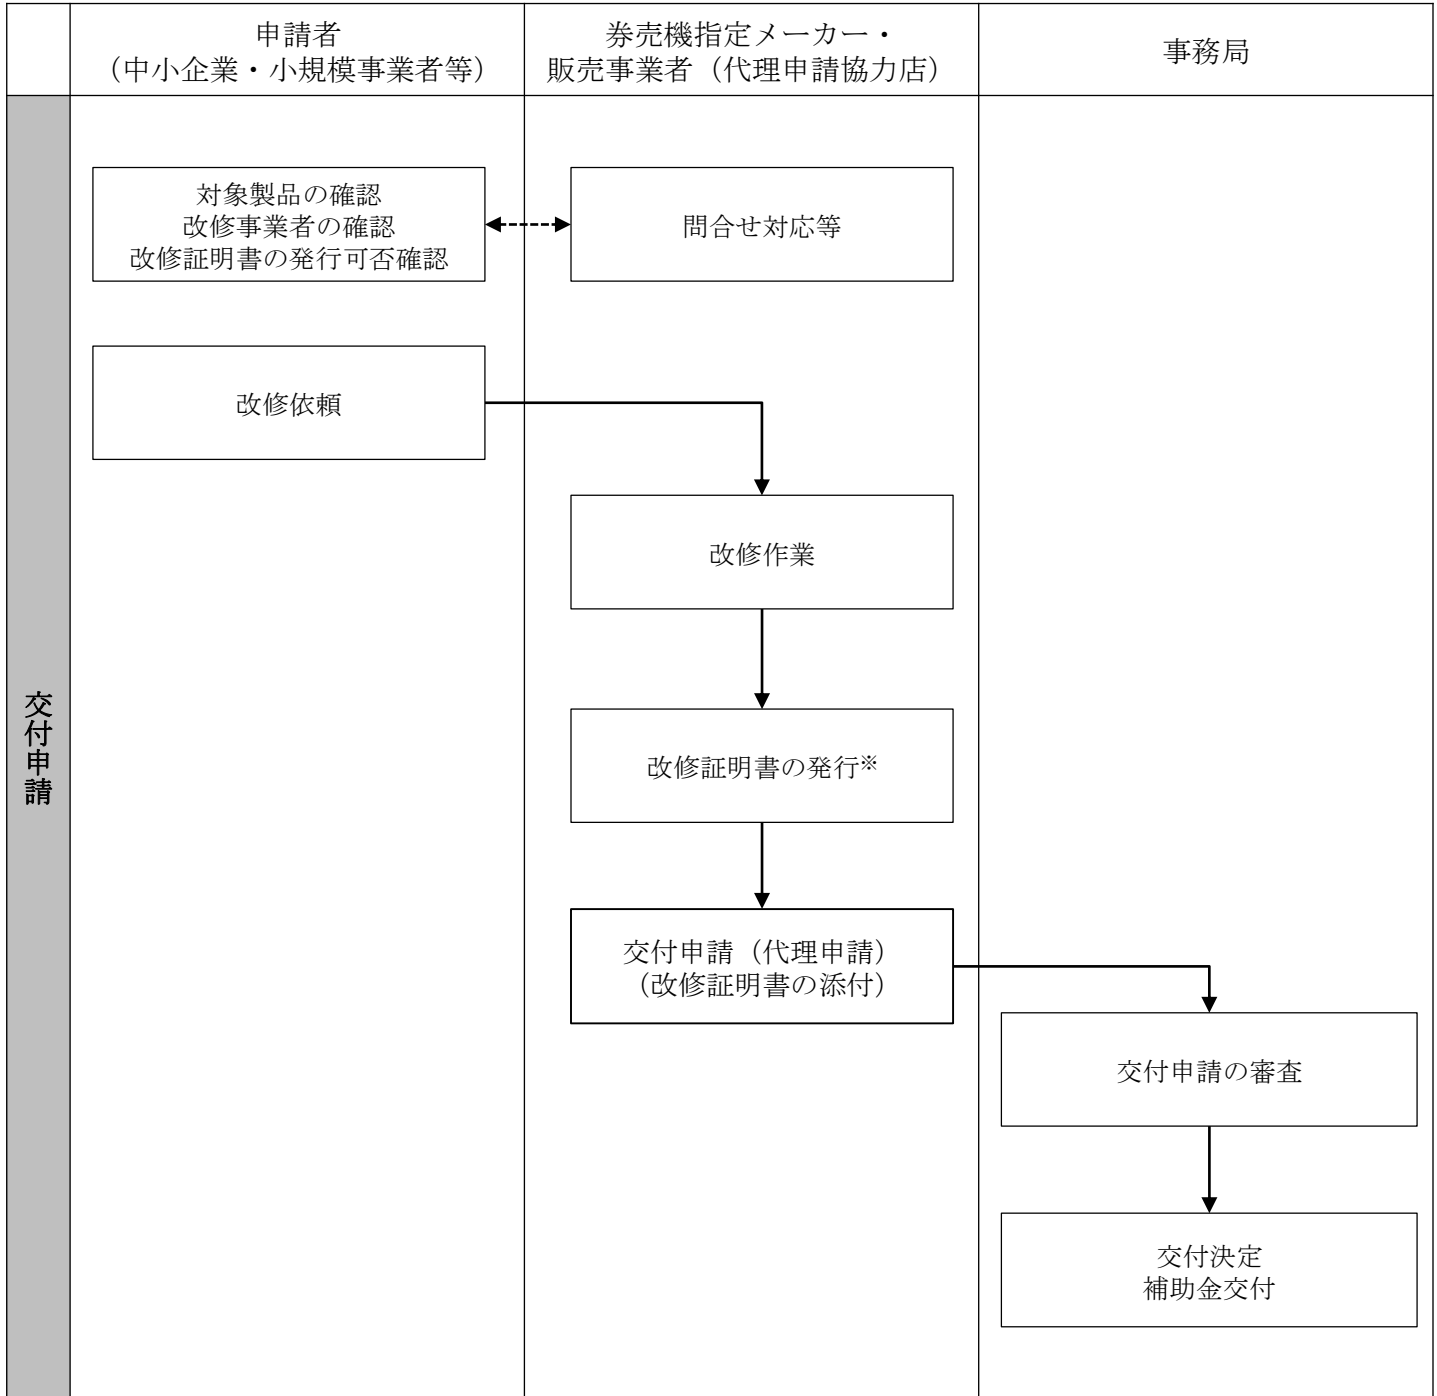 申請者
（中小企業・小規模事業者等）
券売機指定メーカー・
販売事業者（代理申請協力店）
事務局
交付申請
対象製品の確認
改修事業者の確認
改修証明書の発行可否確認
問合せ対応等
改修依頼
改修作業
改修証明書の発行※
交付申請（代理申請）
（改修証明書の添付）
交付申請の審査
交付決定
補助金交付